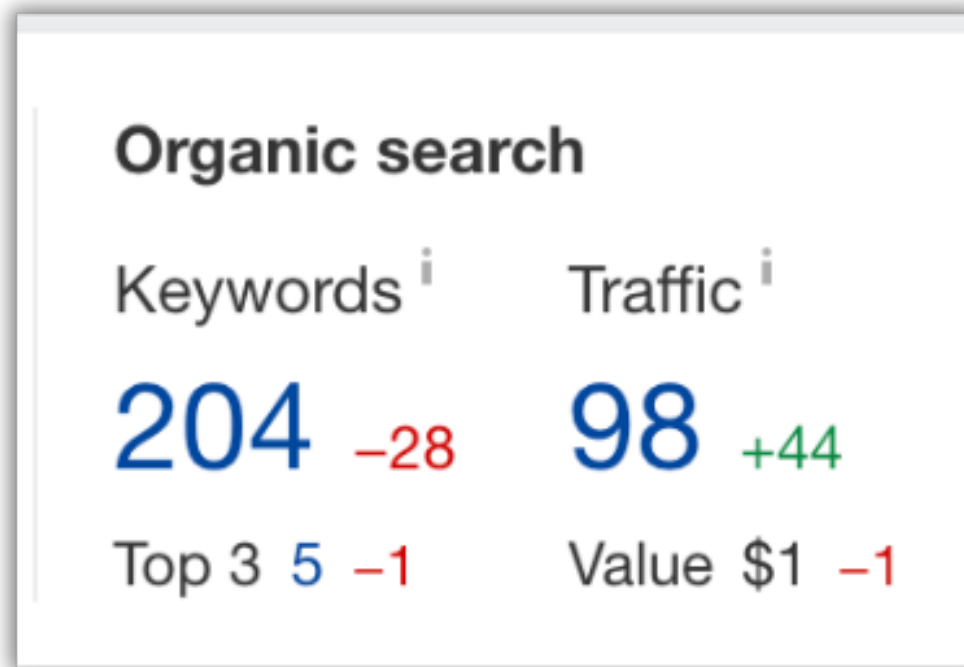 Organic search
Keywords i Traffic i
204 –28 98 +44
Top 3 5 –1 Value $1 –1